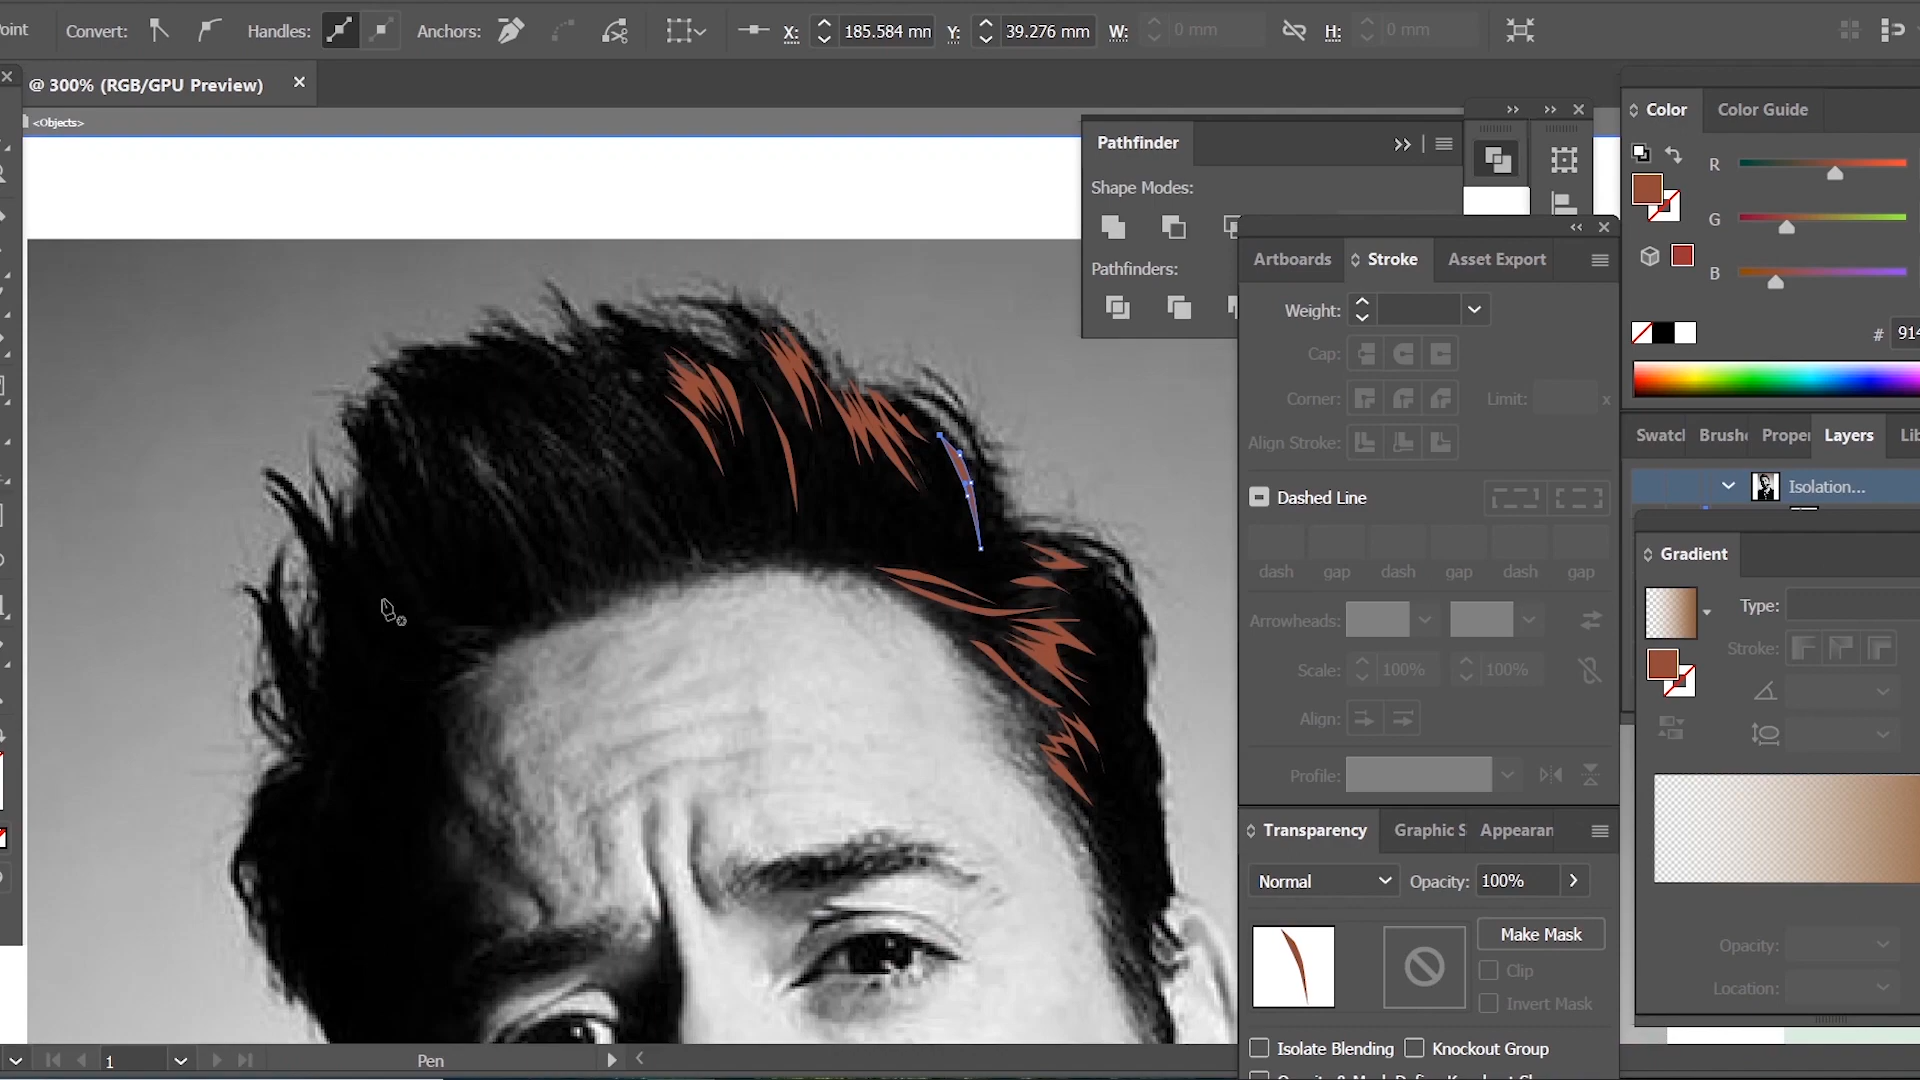 oint Convert: Handles: Anchors: X: 185.584 mn Y: 39.276 mm W: 0 mm H: 0 mm
@ 300% (RGB/GPU Preview)
<Objects>
Pathfinder
Shape Modes:
Pathfinders:
Color Color Guide
R
G
B
# 914
Artboards Stroke Asset Export
Weight:
Cap:
Corner: Limit: x
Align Stroke:
Dashed Line
dash gap dash gap dash gap
Arrowheads:
Scale: 100% 100%
Align:
Profile:
Swatcl Brushe Proper Layers Lib
Isolation...
Gradient
Type:
Stroke:
Opacity:
Location:
Transparency Graphic S Appearan
Normal Opacity: 100%
Make Mask
Clip
Invert Mask
Isolate Blending Knockout Group
1 Pen